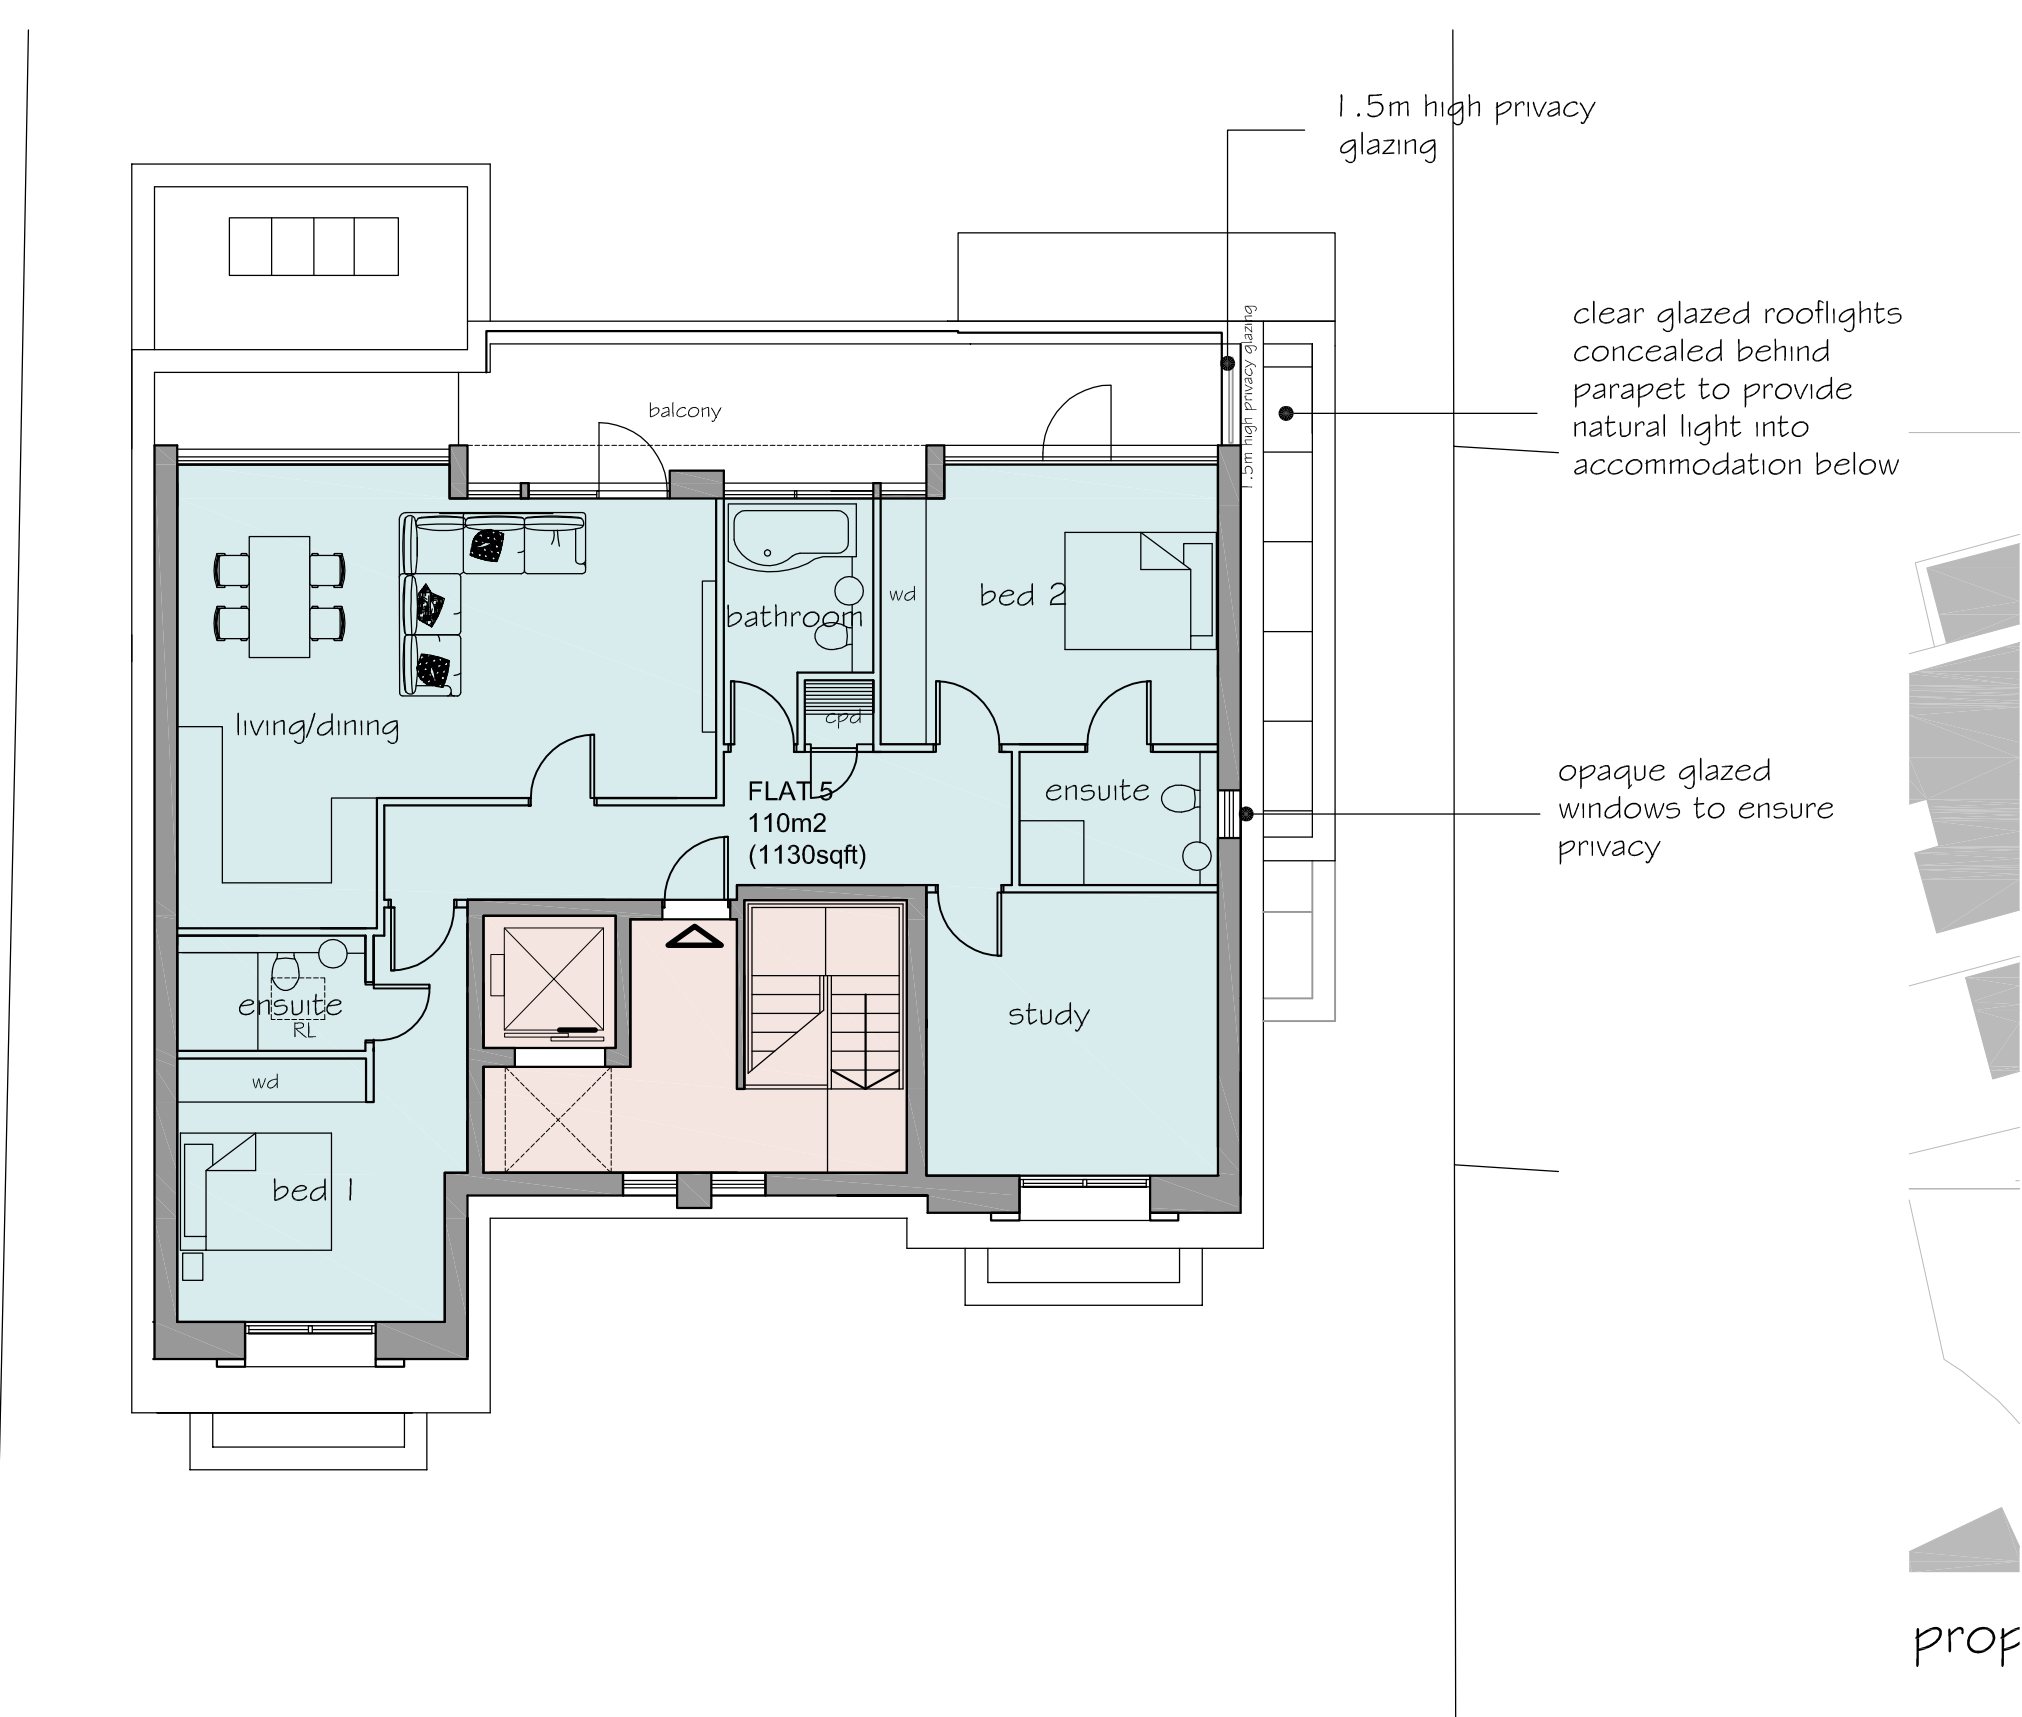 1.5m high privacy
glazing
1.5m high privacy glazing
clear glazed rooflights
concealed behind
parapet to provide
natural light into
accommodation below
balcony
bed 2
wd
bathroom
cpd
living/dining
FLAT 5
110m2
(1130sqft)
ensuite
opaque glazed
windows to ensure
privacy
ensuite
RL
study
wd
bed 1
prop